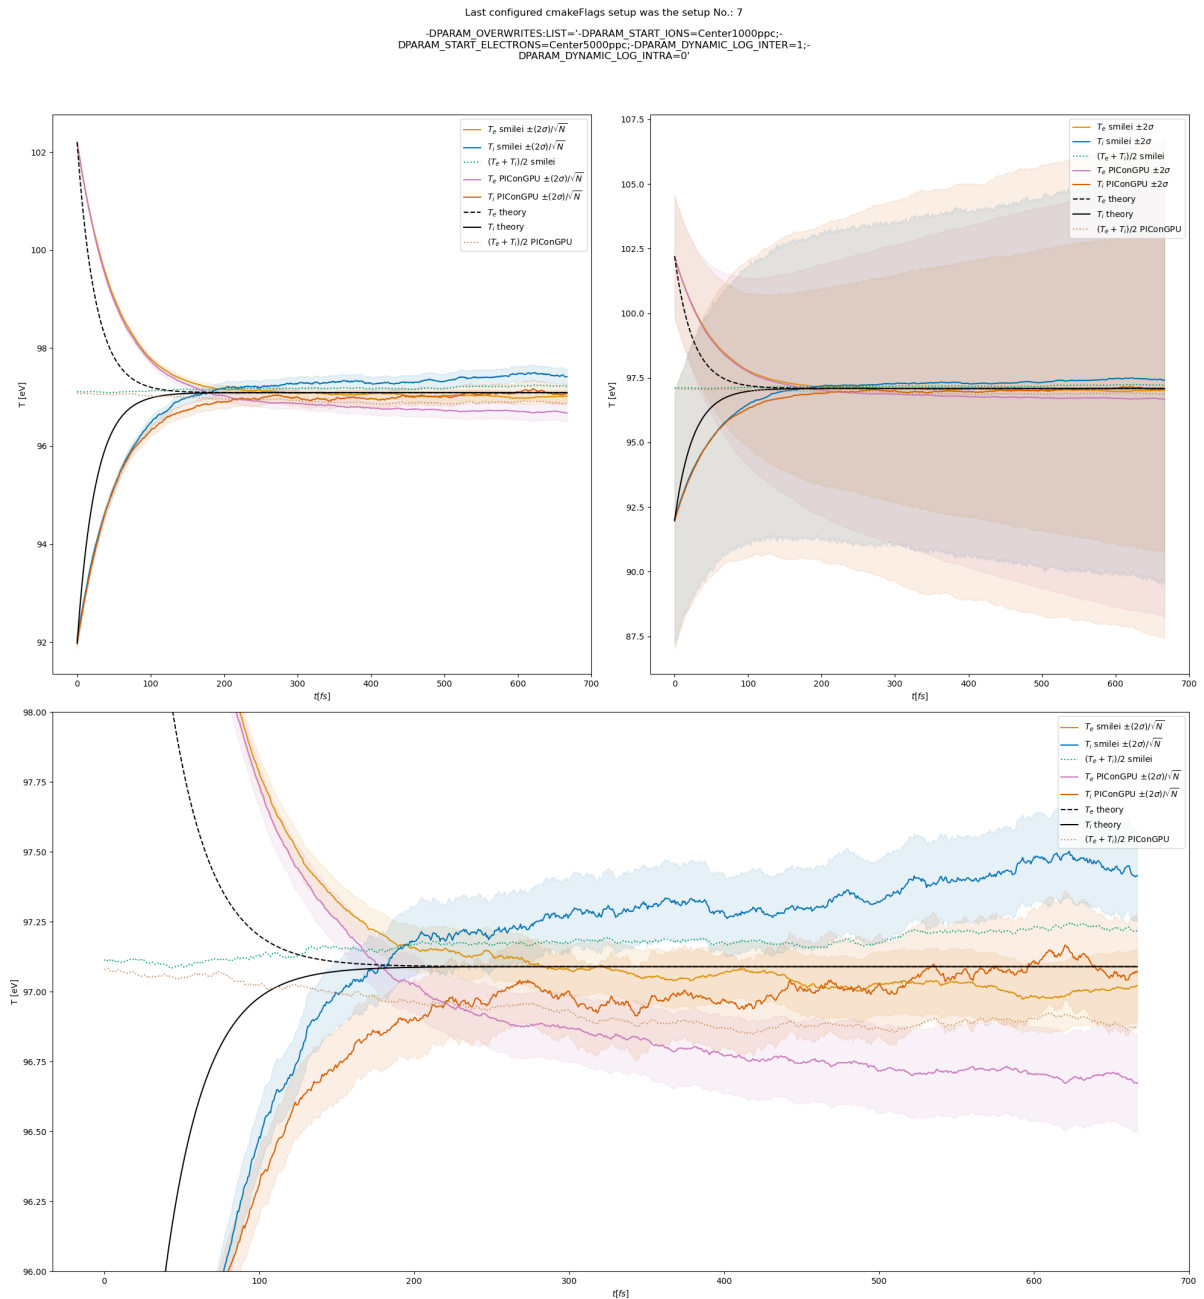 Last configured cmakeFlags setup was the setup No.: 7
-DPARAM_OVERWRITES:LIST='-DPARAM_START_IONS=Center1000ppc;-
DPARAM_START_ELECTRONS=Center5000ppc;-DPARAM_DYNAMIC_LOG_INTER=1;-
DPARAM_DYNAMIC_LOG_INTRA=0'
T [eV]
102
100
98
96
94
92
0 100 200 300 400 500 600 700
t[fs]
T_e smilei ±(2σ)/√N
T_i smilei ±(2σ)/√N
(T_e + T_i)/2 smilei
T_e PIConGPU ±(2σ)/√N
T_i PIConGPU ±(2σ)/√N
T_e theory
T_i theory
(T_e + T_i)/2 PIConGPU
T [eV]
107.5
105.0
102.5
100.0
97.5
95.0
92.5
90.0
87.5
0 100 200 300 400 500 600 700
t[fs]
T_e smilei ±2σ
T_i smilei ±2σ
(T_e + T_i)/2 smilei
T_e PIConGPU ±2σ
T_i PIConGPU ±2σ
T_e theory
T_i theory
(T_e + T_i)/2 PIConGPU
T [eV]
98.00
97.75
97.50
97.25
97.00
96.75
96.50
96.25
96.00
0 100 200 300 400 500 600 700
t[fs]
T_e smilei ±(2σ)/√N
T_i smilei ±(2σ)/√N
(T_e + T_i)/2 smilei
T_e PIConGPU ±(2σ)/√N
T_i PIConGPU ±(2σ)/√N
T_e theory
T_i theory
(T_e + T_i)/2 PIConGPU